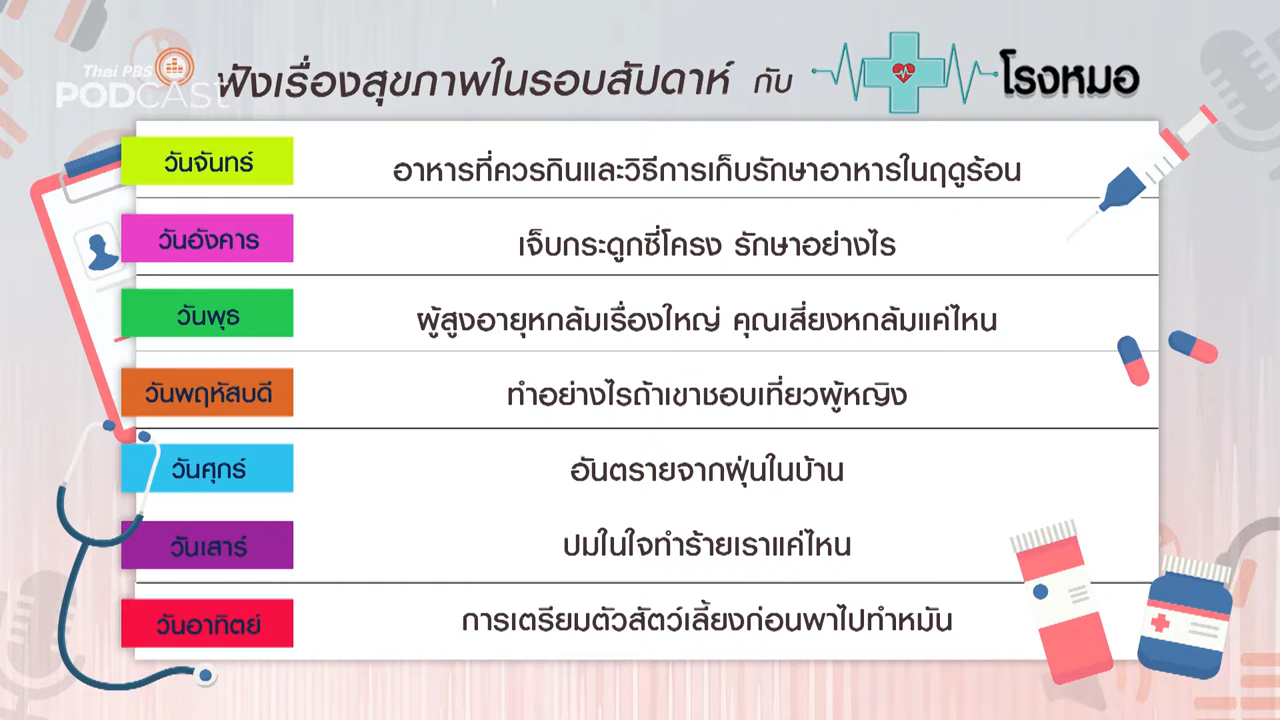 Thai PBS
PODCAST
ฟังเรื่องสุขภาพในรอบสัปดาห์ กับ โรงหมอ
วันจันทร์ อาหารที่ควรกินและวิธีการเก็บรักษาอาหารในฤดูร้อน
วันอังคาร เจ็บกระดูกซี่โครง รักษาอย่างไร
วันพุธ ผู้สูงอายุหกล้มเรื่องใหญ่ คุณเสี่ยงหกล้มแค่ไหน
วันพฤหัสบดี ทำอย่างไรถ้าเขาชอบเที่ยวผู้หญิง
วันศุกร์ อันตรายจากฝุ่นในบ้าน
วันเสาร์ ปมในใจทำร้ายเราแค่ไหน
วันอาทิตย์ การเตรียมตัวสัตว์เลี้ยงก่อนพาไปทำหมัน